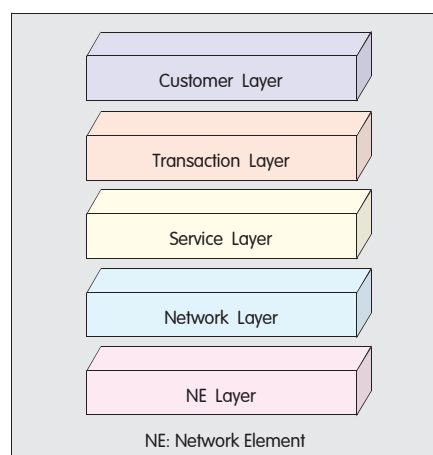 Customer Layer
Transaction Layer
Service Layer
Network Layer
NE Layer
NE: Network Element